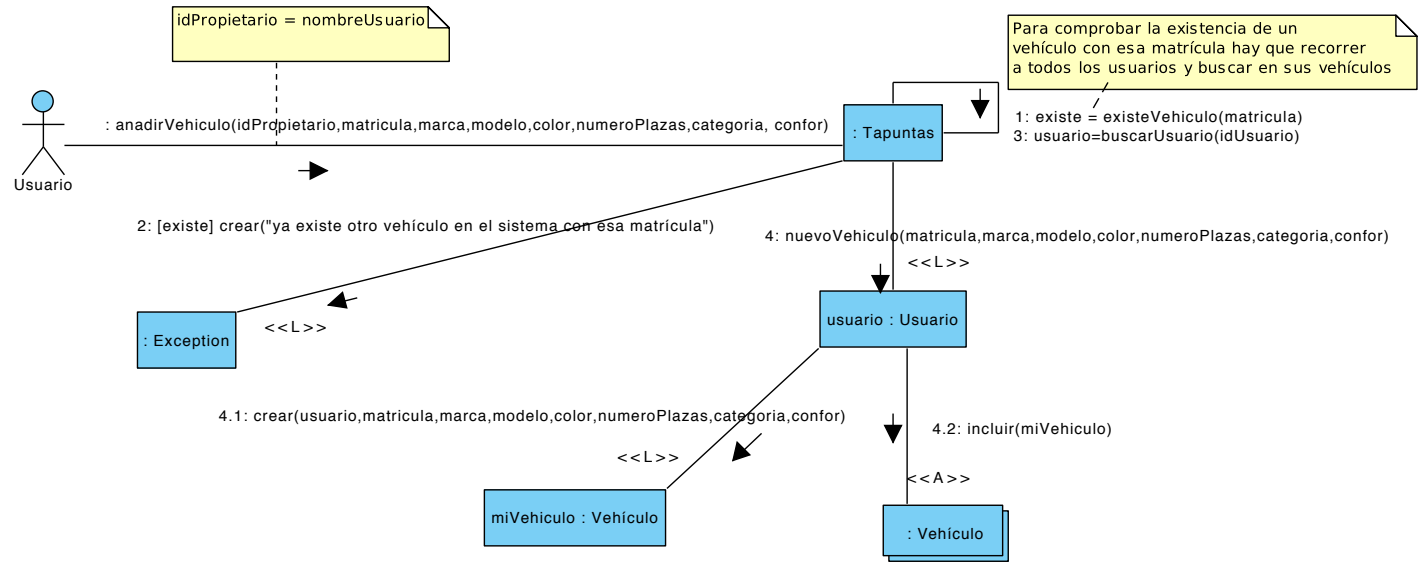 idPropietario = nombreUsuario
Para comprobar la existencia de un
vehículo con esa matrícula hay que recorrer
a todos los usuarios y buscar en sus vehículos
: anadirVehiculo(idPropietario,matricula,marca,modelo,color,numeroPlazas,categoria, confor)
: Tapuntas
1: existe = existeVehiculo(matricula)
3: usuario=buscarUsuario(idUsuario)
Usuario
2: [existe] crear("ya existe otro vehículo en el sistema con esa matrícula")
4: nuevoVehiculo(matricula,marca,modelo,color,numeroPlazas,categoria,confor)
<<L>>
<<L>>
: Exception
usuario : Usuario
4.1: crear(usuario,matricula,marca,modelo,color,numeroPlazas,categoria,confor)
4.2: incluir(miVehiculo)
<<L>>
<<A>>
miVehiculo : Vehículo
: Vehículo